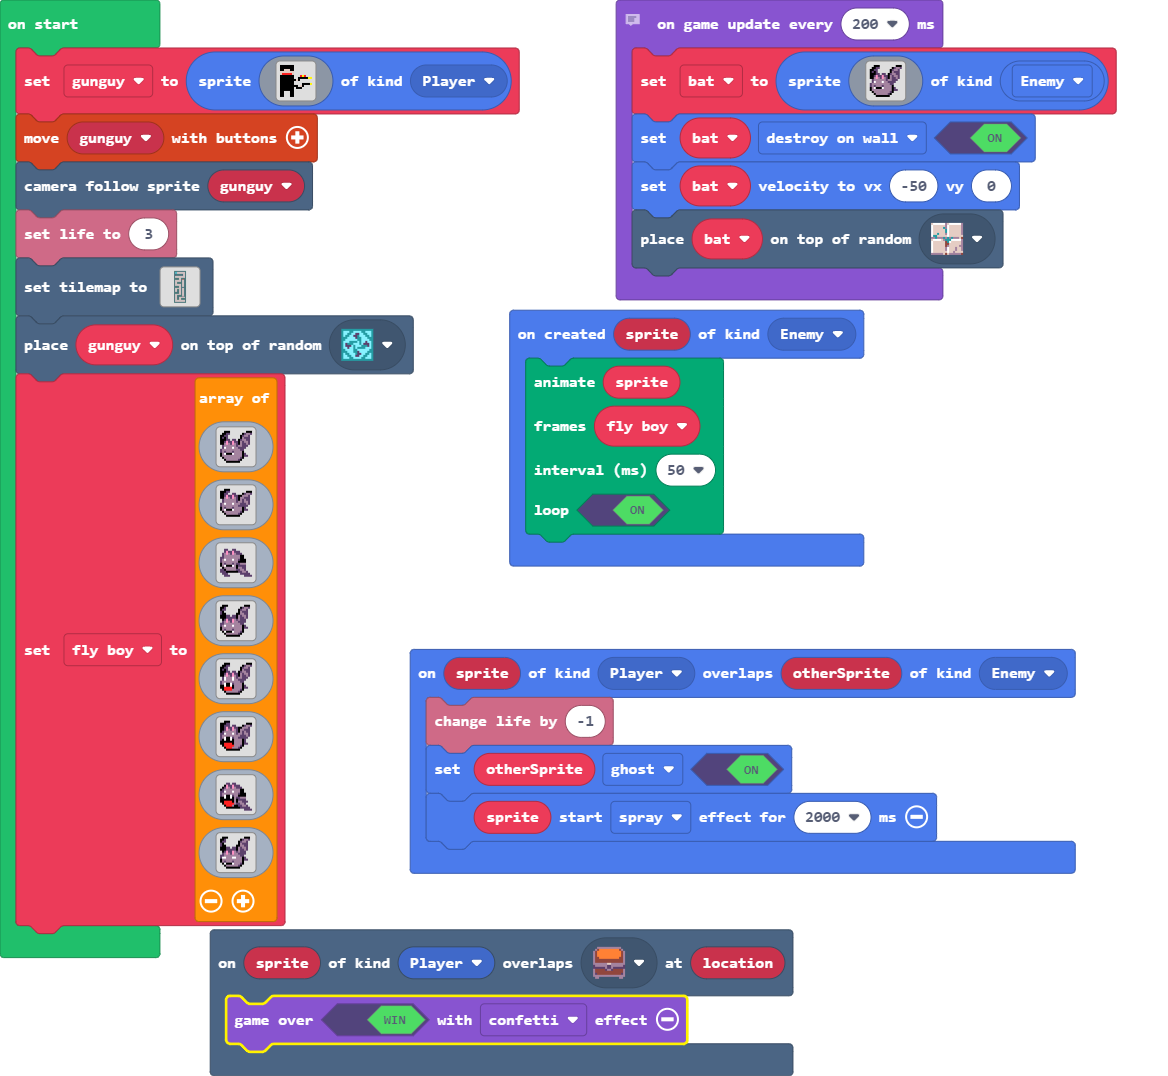 on start
set gunguy to sprite of kind Player
move gunguy with buttons
camera follow sprite gunguy
set life to 3
set tilemap to
place gunguy on top of random
set fly boy to array of
on game update every 200 ms
set bat to sprite of kind Enemy
set bat destroy on wall ON
set bat velocity to vx -50 vy 0
place bat on top of random
on created sprite of kind Enemy
animate sprite
frames fly boy
interval (ms) 50
loop ON
on sprite of kind Player overlaps otherSprite of kind Enemy
change life by -1
set otherSprite ghost ON
sprite start spray effect for 2000 ms
on sprite of kind Player overlaps at location
game over WIN with confetti effect